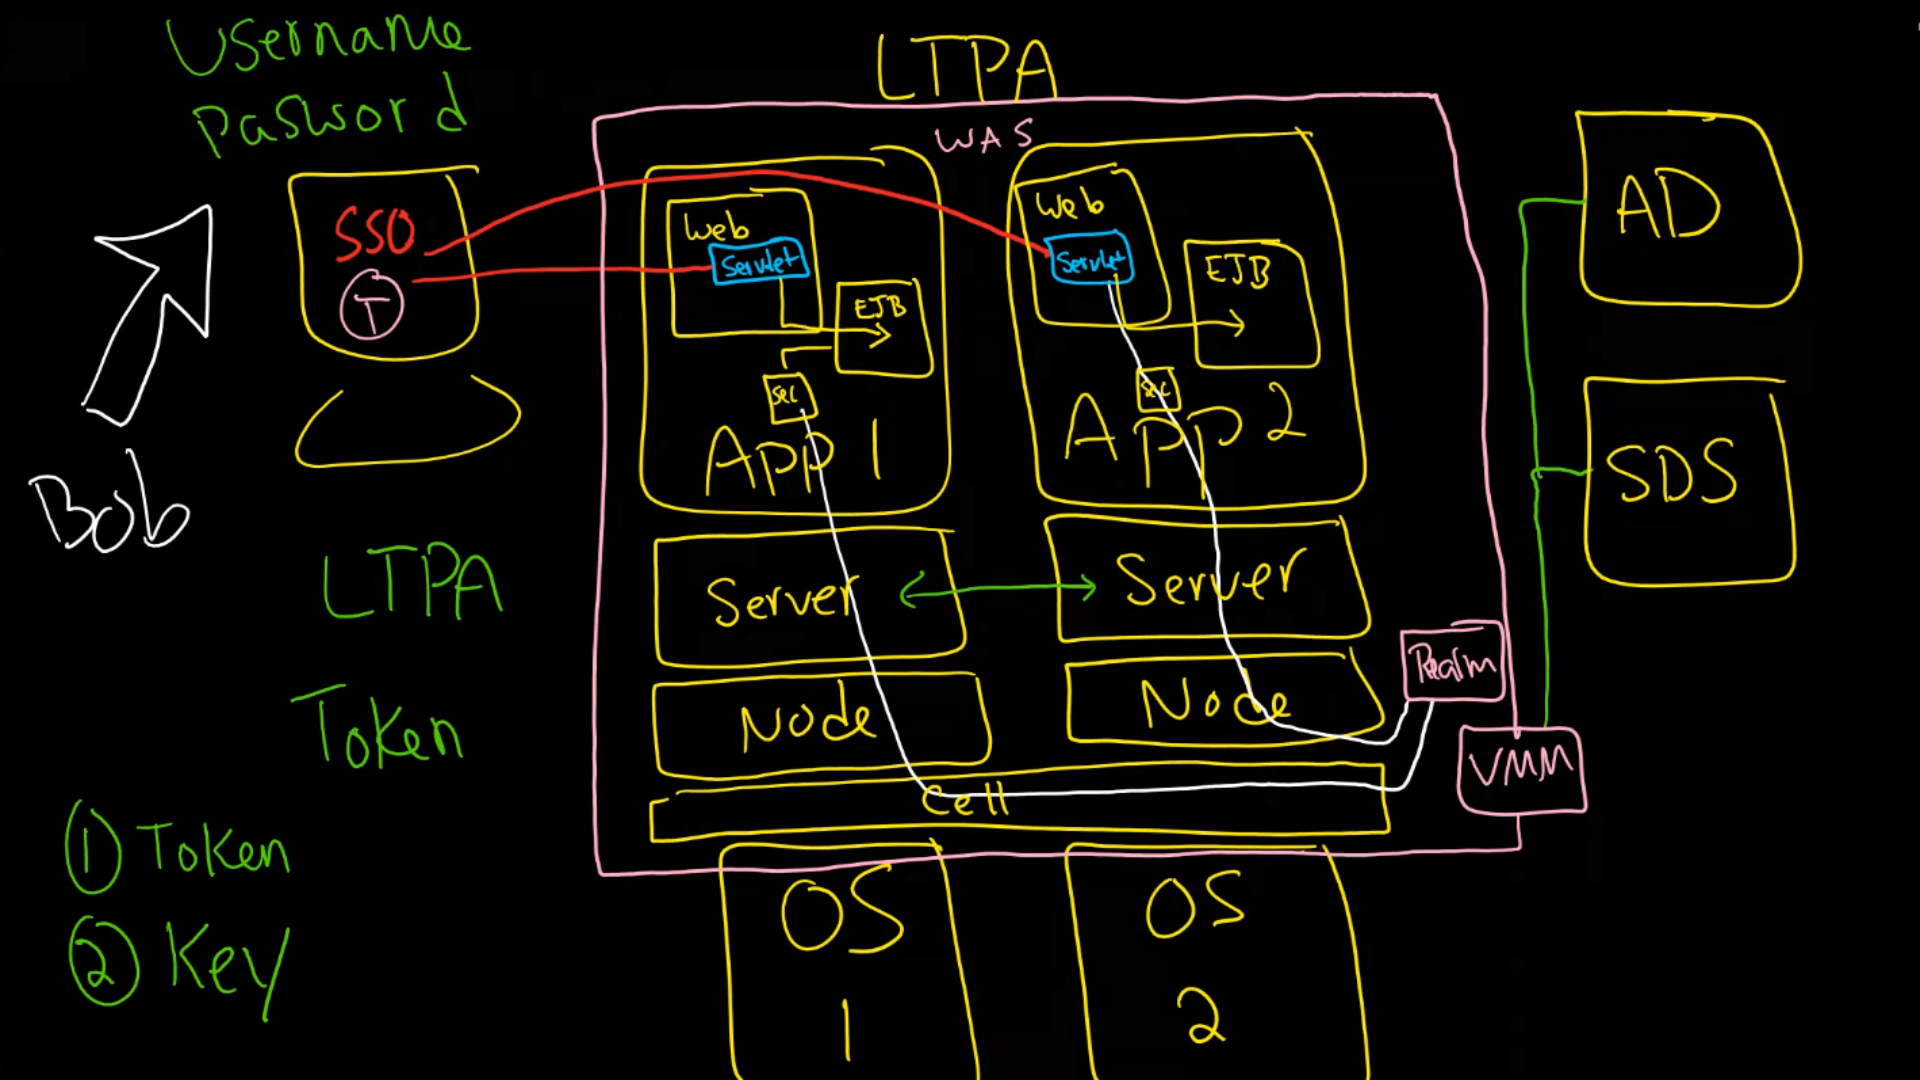 Username
Pasword
SSO
T
Bob
LTPA
Token
① Token
② Key
LTPA
WAS
Web
Servlet
EJB
Sec
APP 1
Server
Node
Web
Servlet
EJB
Sec
APP 2
Server
Node
Cell
OS
1
OS
2
Realm
VMM
AD
SDS